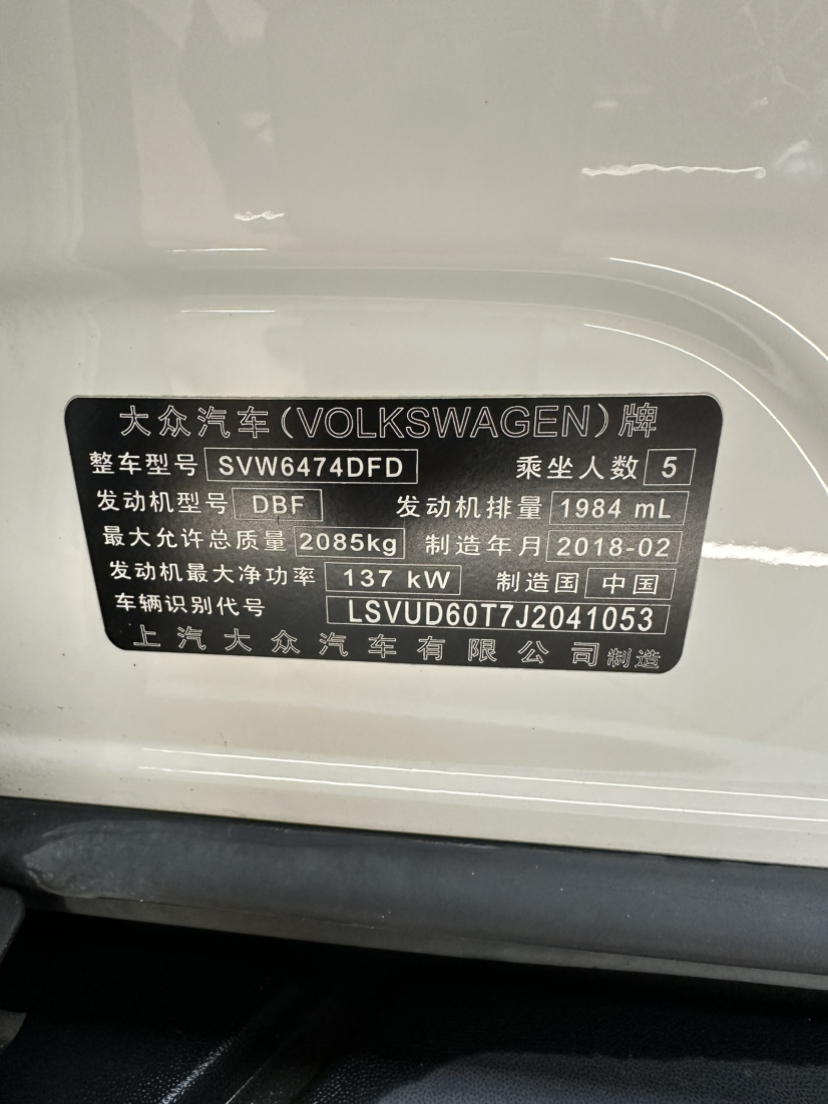 大众汽车(VOLKSWAGEN)牌
整车型号 SVW6474DFD 乘坐人数 5
发动机型号 DBF 发动机排量 1984 mL
最大允许总质量 2085kg 制造年月 2018-02
发动机最大净功率 137 kW 制造国 中国
车辆识别代号 LSVUD60T7J2041053
上汽大众汽车有限公司制造